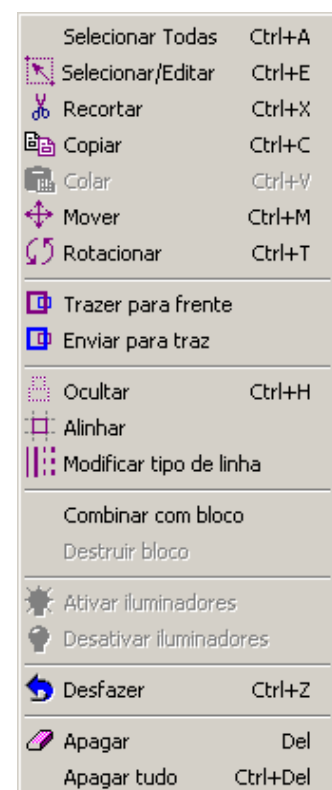 Selecionar Todas Ctrl+A
Selecionar/Editar Ctrl+E
Recortar Ctrl+X
Copiar Ctrl+C
Colar Ctrl+V
Mover Ctrl+M
Rotacionar Ctrl+T
Trazer para frente
Enviar para traz
Ocultar Ctrl+H
Alinhar
Modificar tipo de linha
Combinar com bloco
Destruir bloco
Ativar iluminadores
Desativar iluminadores
Desfazer Ctrl+Z
Apagar Del
Apagar tudo Ctrl+Del